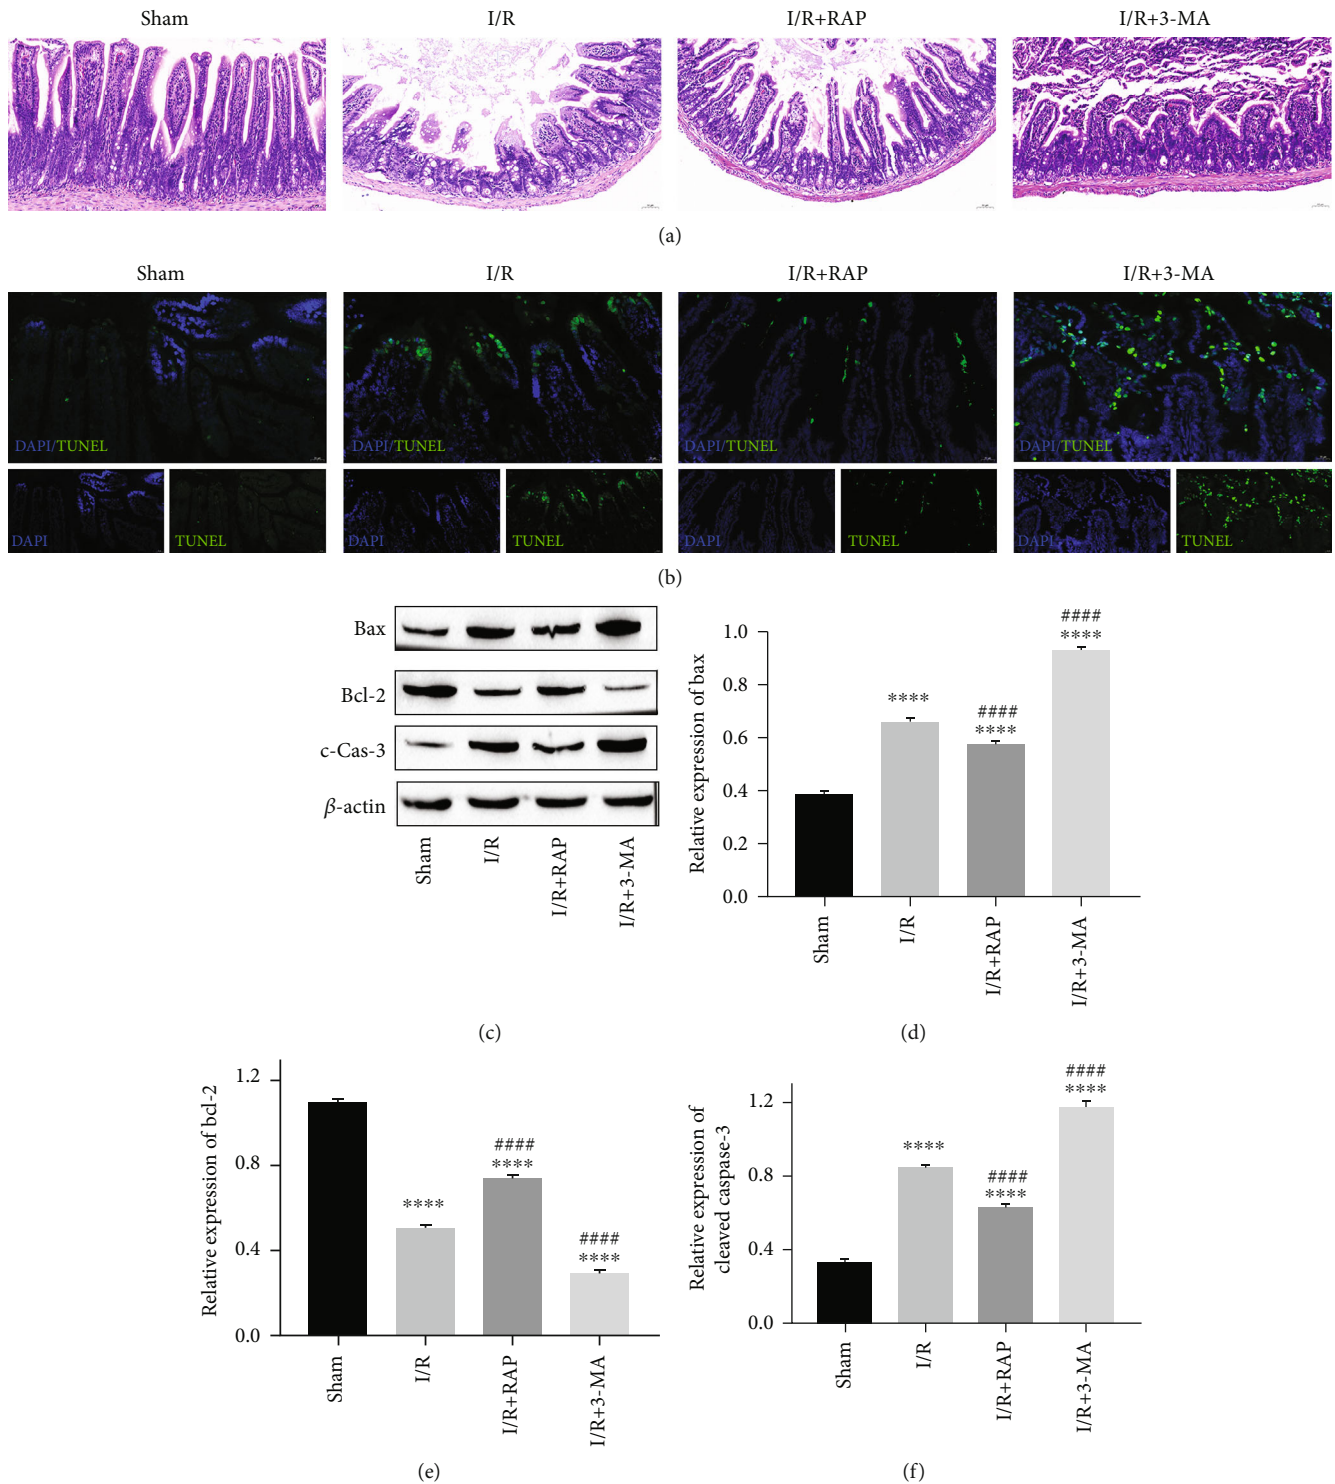 Sham I/R I/R+RAP I/R+3-MA
(a)
Sham I/R I/R+RAP I/R+3-MA
DAPI/TUNEL DAPI/TUNEL DAPI/TUNEL DAPI/TUNEL
DAPI TUNEL DAPI TUNEL DAPI TUNEL DAPI TUNEL
(b)
Bax
Bcl-2
c-Cas-3
β-actin
Sham
I/R
I/R+RAP
I/R+3-MA
(c)
Relative expression of bax
1.0
0.8
0.6
0.4
0.2
0.0
****
####
****
####
****
Sham
I/R
I/R+RAP
I/R+3-MA
(d)
Relative expression of bcl-2
1.2
0.8
0.4
0.0
****
####
****
####
****
Sham
I/R
I/R+RAP
I/R+3-MA
(e)
Relative expression of
cleaved caspase-3
1.2
0.8
0.4
0.0
****
####
****
####
****
Sham
I/R
I/R+RAP
I/R+3-MA
(f)